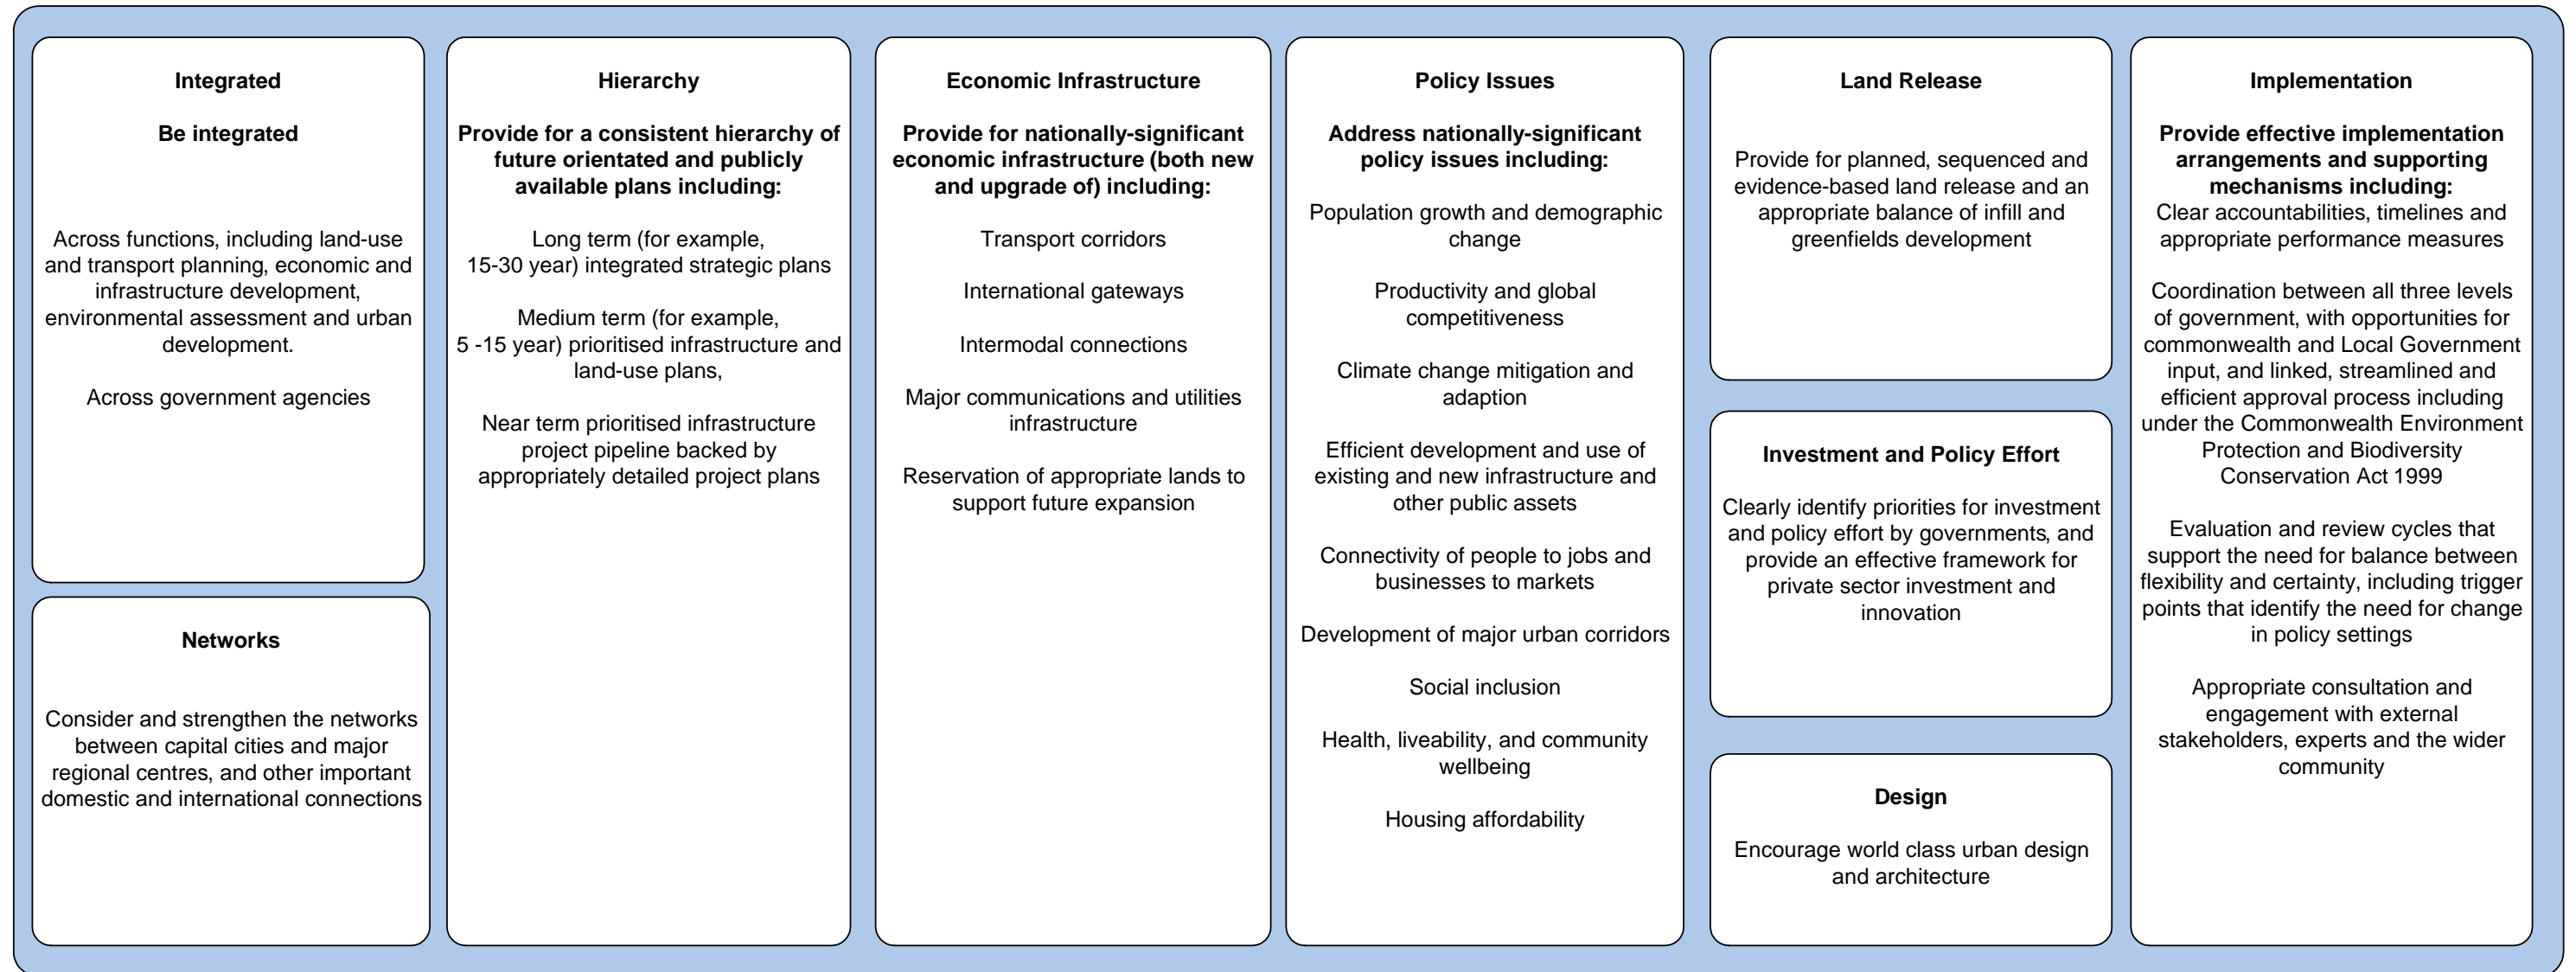 Integrated
Be integrated
Across functions, including land-use
and transport planning, economic and
infrastructure development,
environmental assessment and urban
development.
Across government agencies
Networks
Consider and strengthen the networks
between capital cities and major
regional centres, and other important
domestic and international connections
Hierarchy
Provide for a consistent hierarchy of
future orientated and publicly
available plans including:
Long term (for example,
15-30 year) integrated strategic plans
Medium term (for example,
5 -15 year) prioritised infrastructure and
land-use plans,
Near term prioritised infrastructure
project pipeline backed by
appropriately detailed project plans
Economic Infrastructure
Provide for nationally-significant
economic infrastructure (both new
and upgrade of) including:
Transport corridors
International gateways
Intermodal connections
Major communications and utilities
infrastructure
Reservation of appropriate lands to
support future expansion
Policy Issues
Address nationally-significant
policy issues including:
Population growth and demographic
change
Productivity and global
competitiveness
Climate change mitigation and
adaption
Efficient development and use of
existing and new infrastructure and
other public assets
Connectivity of people to jobs and
businesses to markets
Development of major urban corridors
Social inclusion
Health, liveability, and community
wellbeing
Housing affordability
Land Release
Provide for planned, sequenced and
evidence-based land release and an
appropriate balance of infill and
greenfields development
Investment and Policy Effort
Clearly identify priorities for investment
and policy effort by governments, and
provide an effective framework for
private sector investment and
innovation
Design
Encourage world class urban design
and architecture
Implementation
Provide effective implementation
arrangements and supporting
mechanisms including:
Clear accountabilities, timelines and
appropriate performance measures
Coordination between all three levels
of government, with opportunities for
commonwealth and Local Government
input, and linked, streamlined and
efficient approval process including
under the Commonwealth Environment
Protection and Biodiversity
Conservation Act 1999
Evaluation and review cycles that
support the need for balance between
flexibility and certainty, including trigger
points that identify the need for change
in policy settings
Appropriate consultation and
engagement with external
stakeholders, experts and the wider
community